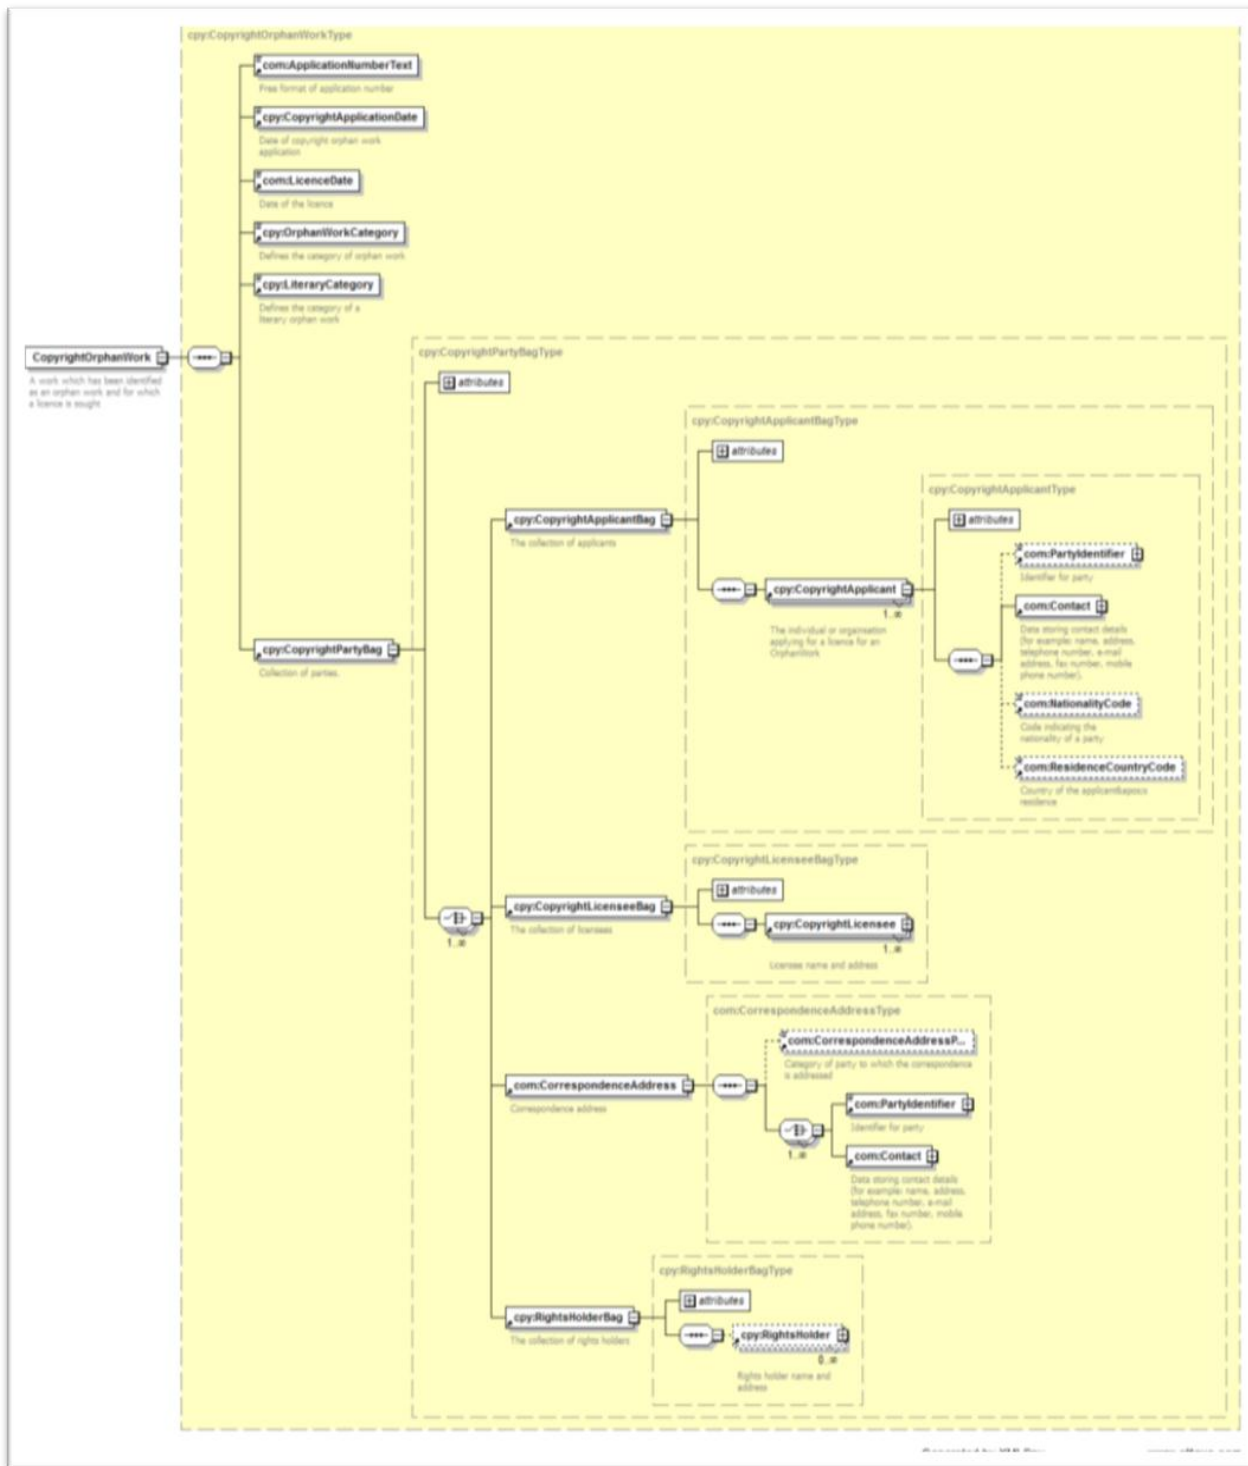 cpy:CopyrightOrphanWorkType
com:ApplicationNumberText
Free format of application number
cpy:CopyrightApplicationDate
Date of copyright orphan work
application
com:LicenceDate
Date of the licence
cpy:OrphanWorkCategory
Defines the category of orphan work
cpy:LiteraryCategory
Defines the category of a
literary orphan work
CopyrightOrphanWork
A work which has been identified
as an orphan work and for which
a licence is sought
cpy:CopyrightPartyBag
Collection of parties.
cpy:CopyrightPartyBagType
attributes
1..∞
cpy:CopyrightApplicantBag
The collection of applicants
cpy:CopyrightApplicantBagType
attributes
cpy:CopyrightApplicant
1..∞
The individual or organisation
applying for a licence for an
OrphanWork
cpy:CopyrightApplicantType
attributes
com:PartyIdentifier
Identifier for party
com:Contact
Data storing contact details
(for example: name, address,
telephone number, e-mail
address, fax number, mobile
phone number).
com:NationalityCode
Code indicating the
nationality of a party
com:ResidenceCountryCode
Country of the applicant&apos;s
residence
cpy:CopyrightLicenseeBag
The collection of licensees
cpy:CopyrightLicenseeBagType
attributes
cpy:CopyrightLicensee
1..∞
Licensee name and address
com:CorrespondenceAddress
Correspondence address
com:CorrespondenceAddressType
com:CorrespondenceAddressP...
Category of party to which the correspondence
is addressed
1..∞
com:PartyIdentifier
Identifier for party
com:Contact
Data storing contact details
(for example: name, address,
telephone number, e-mail
address, fax number, mobile
phone number).
cpy:RightsHolderBag
The collection of rights holders
cpy:RightsHolderBagType
attributes
cpy:RightsHolder
0..∞
Rights holder name and
address